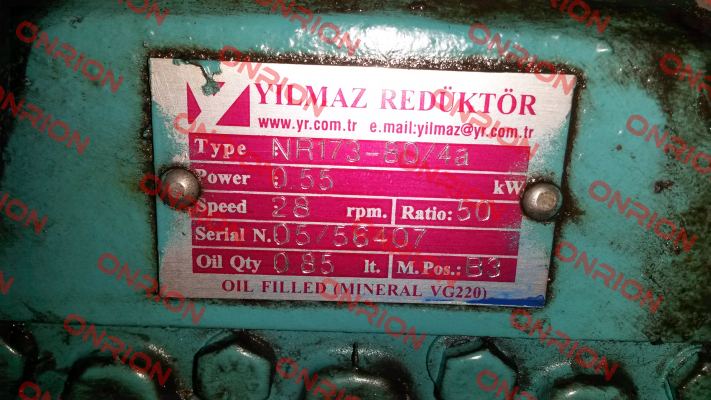 YILMAZ REDÜKTÖR
www.yr.com.tr e.mail:yilmaz@yr.com.tr
Type NR173-80/4a
Power 0.55 kW
Speed 28 rpm. Ratio: 50
Serial N. 05/56407
Oil Qty 0.85 lt. M.Pos.: B3
OIL FILLED (MINERAL VG220)
ONRION